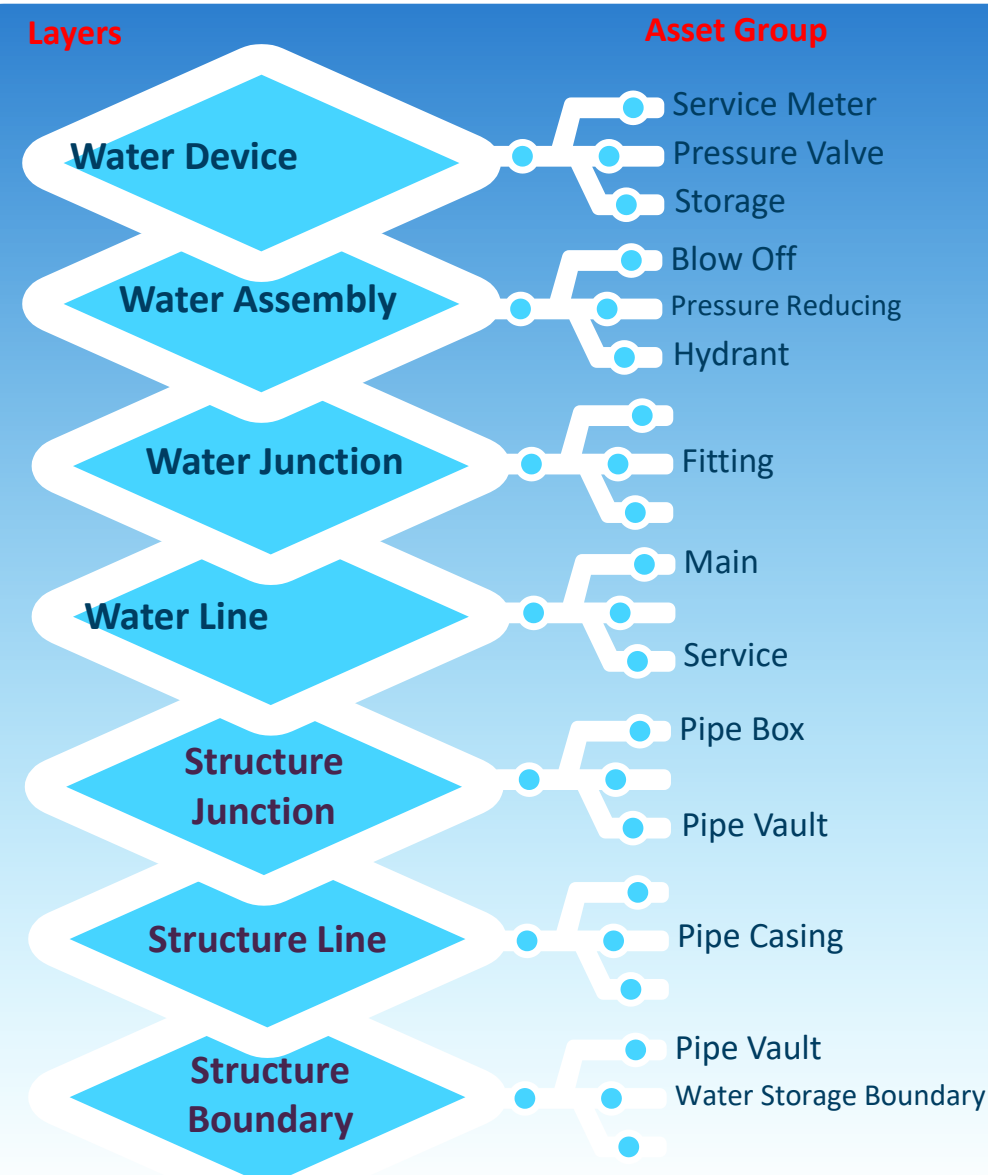 Layers
Asset Group
Water Device
Service Meter
Pressure Valve
Storage
Water Assembly
Blow Off
Pressure Reducing
Hydrant
Water Junction
Fitting
Water Line
Main
Service
Structure
Junction
Pipe Box
Pipe Vault
Structure Line
Pipe Casing
Structure
Boundary
Pipe Vault
Water Storage Boundary